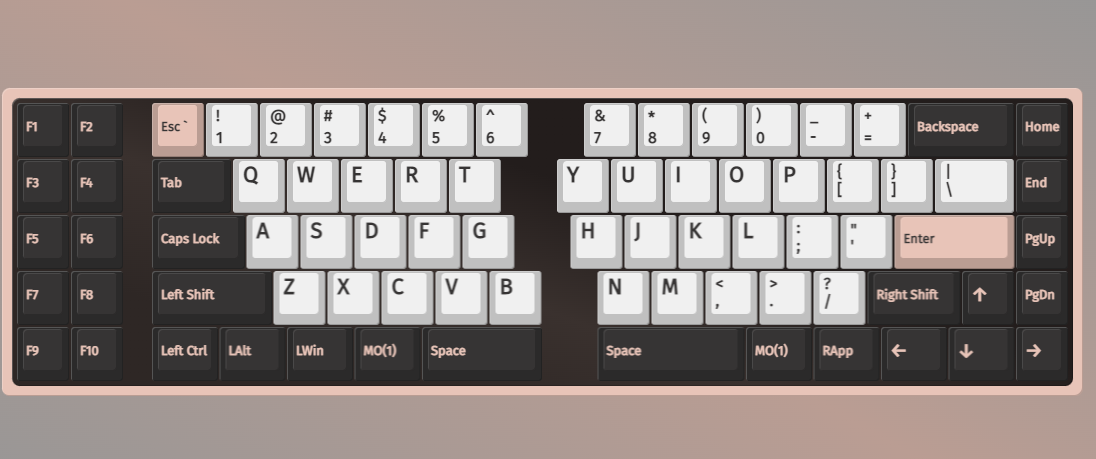 F1 F2 Esc ` ! 1 @ 2 # 3 $ 4 % 5 ^ 6 & 7 * 8 ( 9 ) 0 _ - + = Backspace Home
F3 F4 Tab Q W E R T Y U I O P { [ } ] | \ End
F5 F6 Caps Lock A S D F G H J K L : ; " ' Enter PgUp
F7 F8 Left Shift Z X C V B N M < , > . ? / Right Shift ↑ PgDn
F9 F10 Left Ctrl LAlt LWin MO(1) Space Space MO(1) RApp ← ↓ →